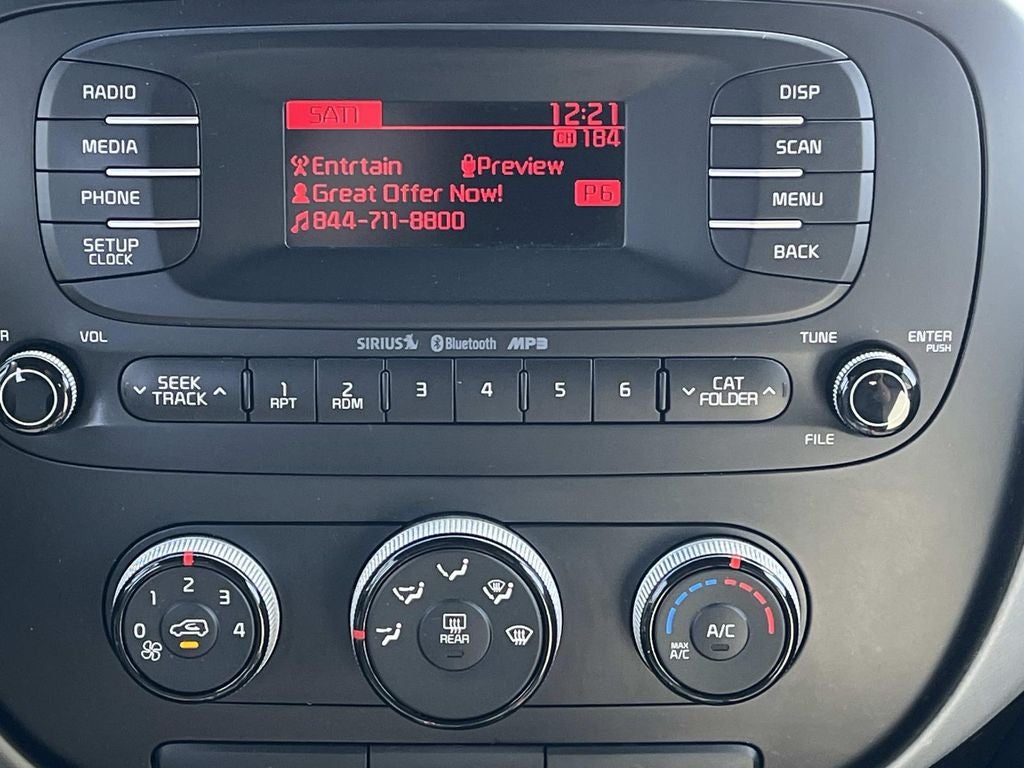 RADIO
MEDIA
PHONE
SETUP
CLOCK
SAT1
12:21
CH 184
Entrtain
Preview
Great Offer Now!
P6
844-711-8800
DISP
SCAN
MENU
BACK
R
VOL
SIRIUS
Bluetooth
MP3
TUNE
ENTER
PUSH
SEEK
TRACK
1
RPT
2
RDM
3
4
5
6
CAT
FOLDER
FILE
0
1
2
3
4
REAR
A/C
MAX
A/C